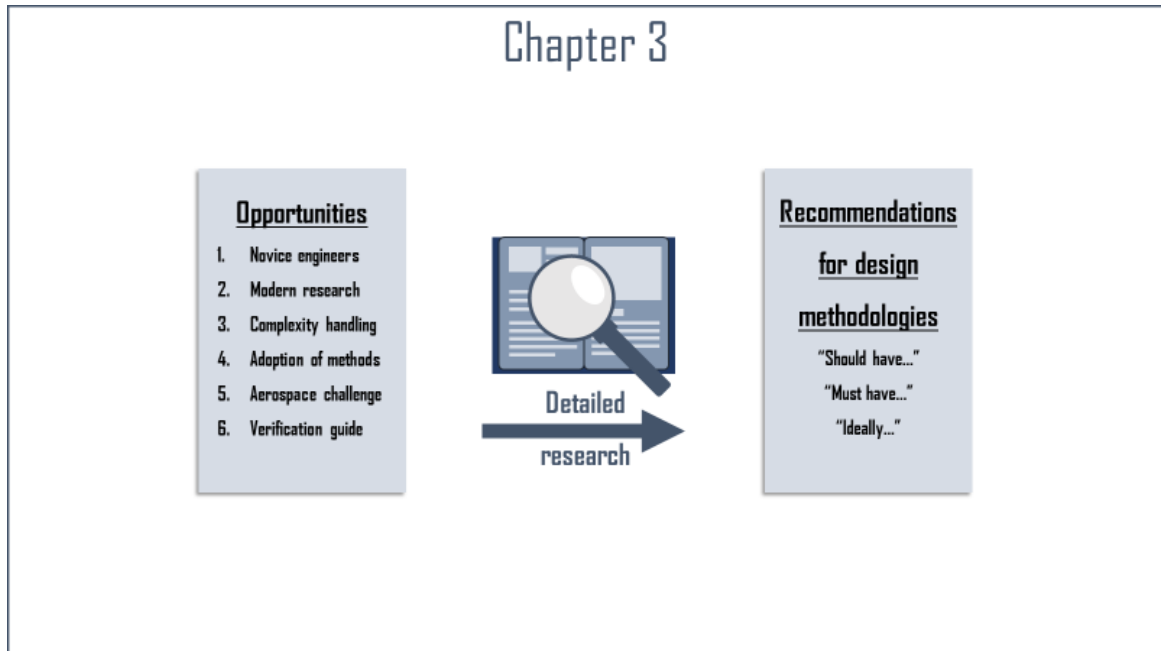 Chapter 3
Opportunities
1. Novice engineers
2. Modern research
3. Complexity handling
4. Adoption of methods
5. Aerospace challenge
6. Verification guide
Detailed
research
Recommendations
for design
methodologies
“Should have...”
“Must have...”
“Ideally...”